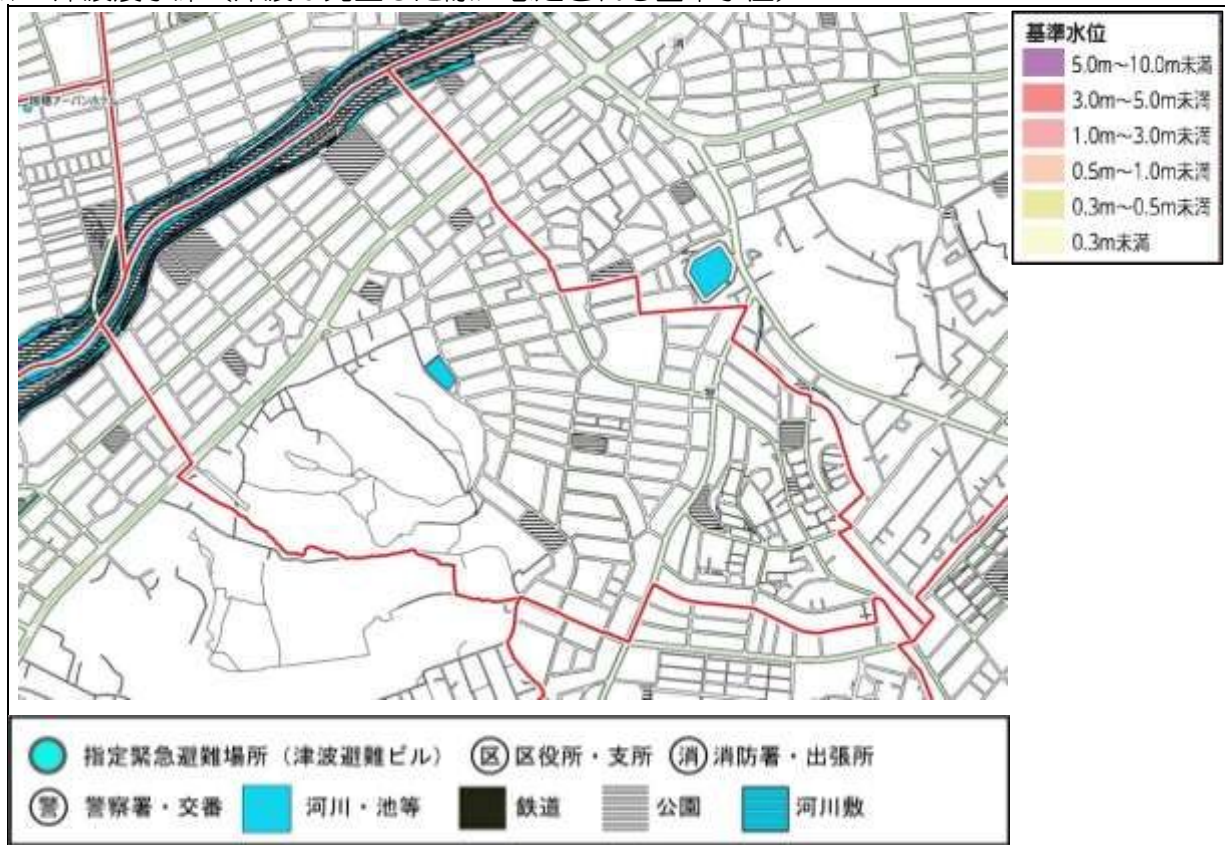 基準水位
5.0m～10.0m未満
3.0m～5.0m未満
1.0m～3.0m未満
0.5m～1.0m未満
0.3m～0.5m未満
0.3m未満
消
指定緊急避難場所（津波避難ビル）
区 区役所・支所
消 消防署・出張所
警 警察署・交番
河川・池等
鉄道
公園
河川敷